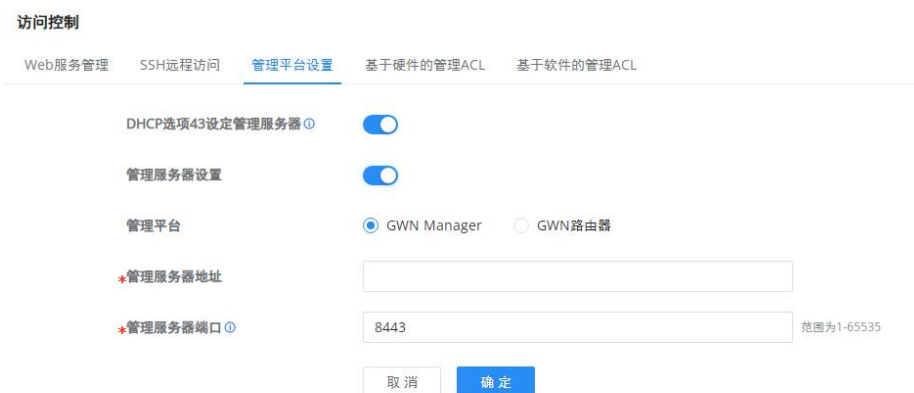 访问控制
Web服务管理 SSH远程访问 管理平台设置 基于硬件的管理ACL 基于软件的管理ACL
DHCP选项43设定管理服务器
管理服务器设置
管理平台 GWN Manager GWN路由器
*管理服务器地址
*管理服务器端口 8443 范围为1-65535
取消 确定